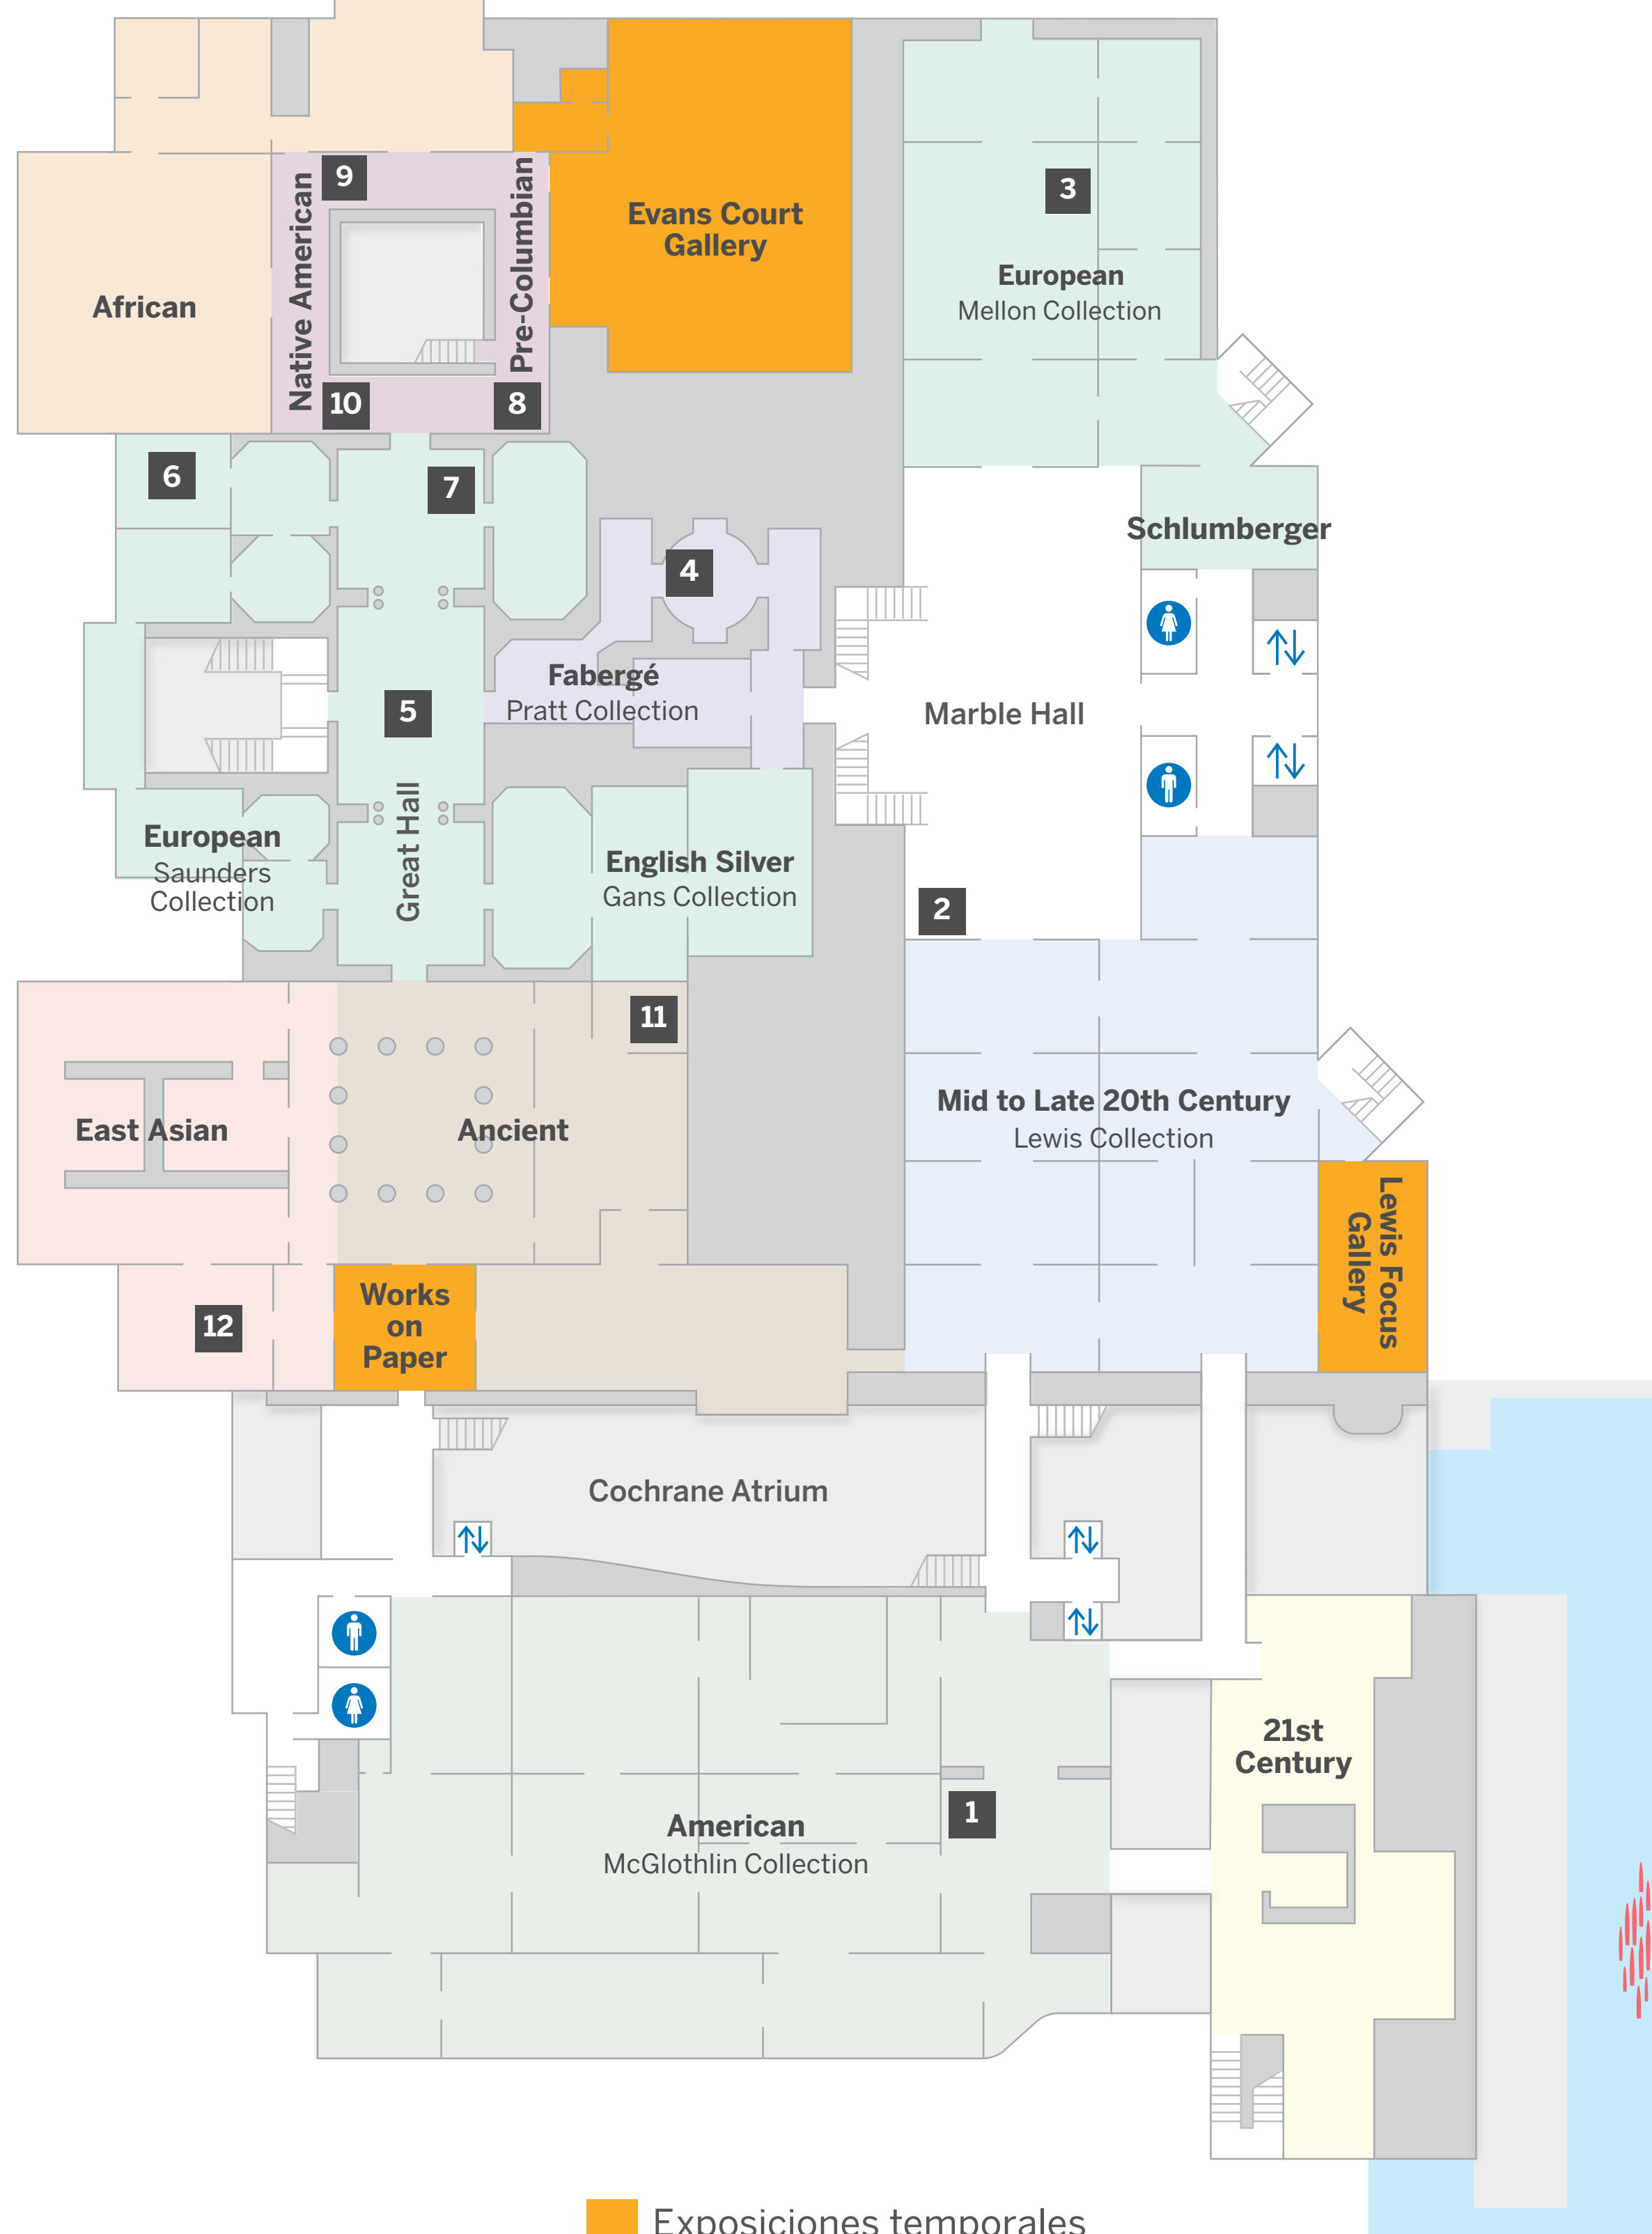 9
3
Native American
Pre-Columbian
Evans Court
Gallery
European
Mellon Collection
African
10
8
6
7
Schlumberger
4
Fabergé
Pratt Collection
5
Marble Hall
Great Hall
European
Saunders
Collection
English Silver
Gans Collection
2
11
East Asian
Ancient
Mid to Late 20th Century
Lewis Collection
Lewis Focus
Gallery
Works
on
Paper
12
Cochrane Atrium
21st
Century
1
American
McGlothlin Collection
Exposiciones temporales